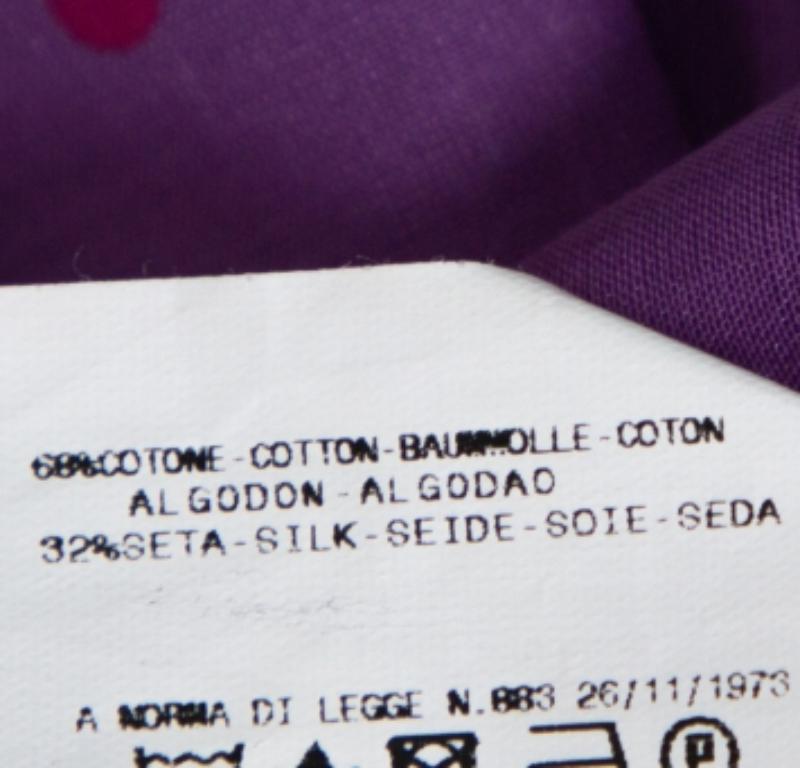 68%COTONE-COTTON-BAUMWOLLE-COTON
ALGODON-ALGODAO
32%SETA-SILK-SEIDE-SOIE-SEDA
A NORMA DI LEGGE N.883 26/11/1973
P